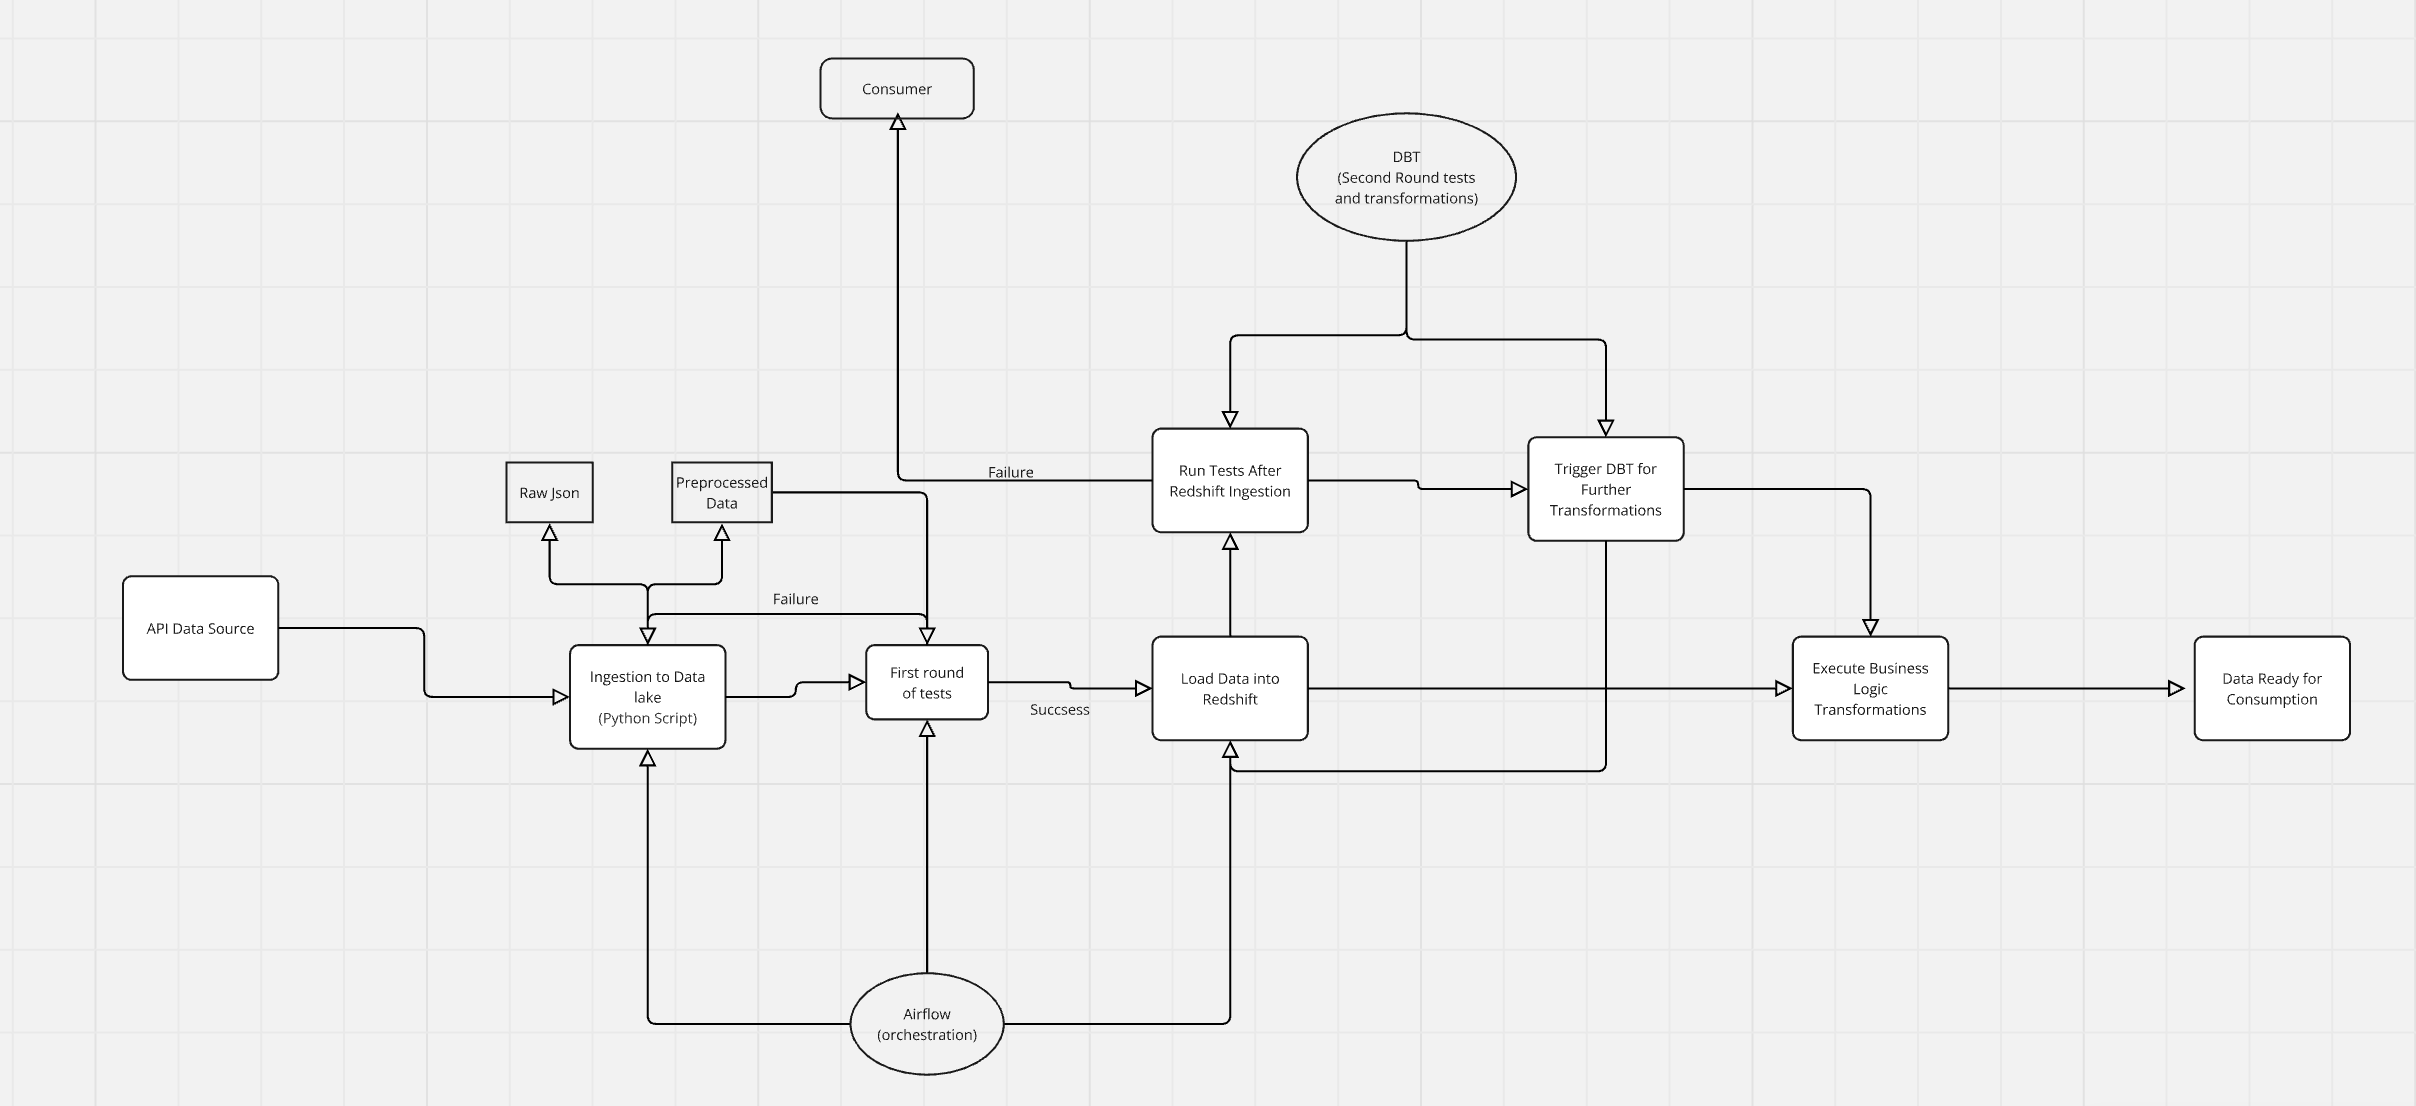 Consumer
DBT
(Second Round tests
and transformations)
Raw Json
Preprocessed
Data
Failure
Run Tests After
Redshift Ingestion
Trigger DBT for
Further
Transformations
API Data Source
Failure
Ingestion to Data
lake
(Python Script)
First round
of tests
Succsess
Load Data into
Redshift
Execute Business
Logic
Transformations
Data Ready for
Consumption
Airflow
(orchestration)